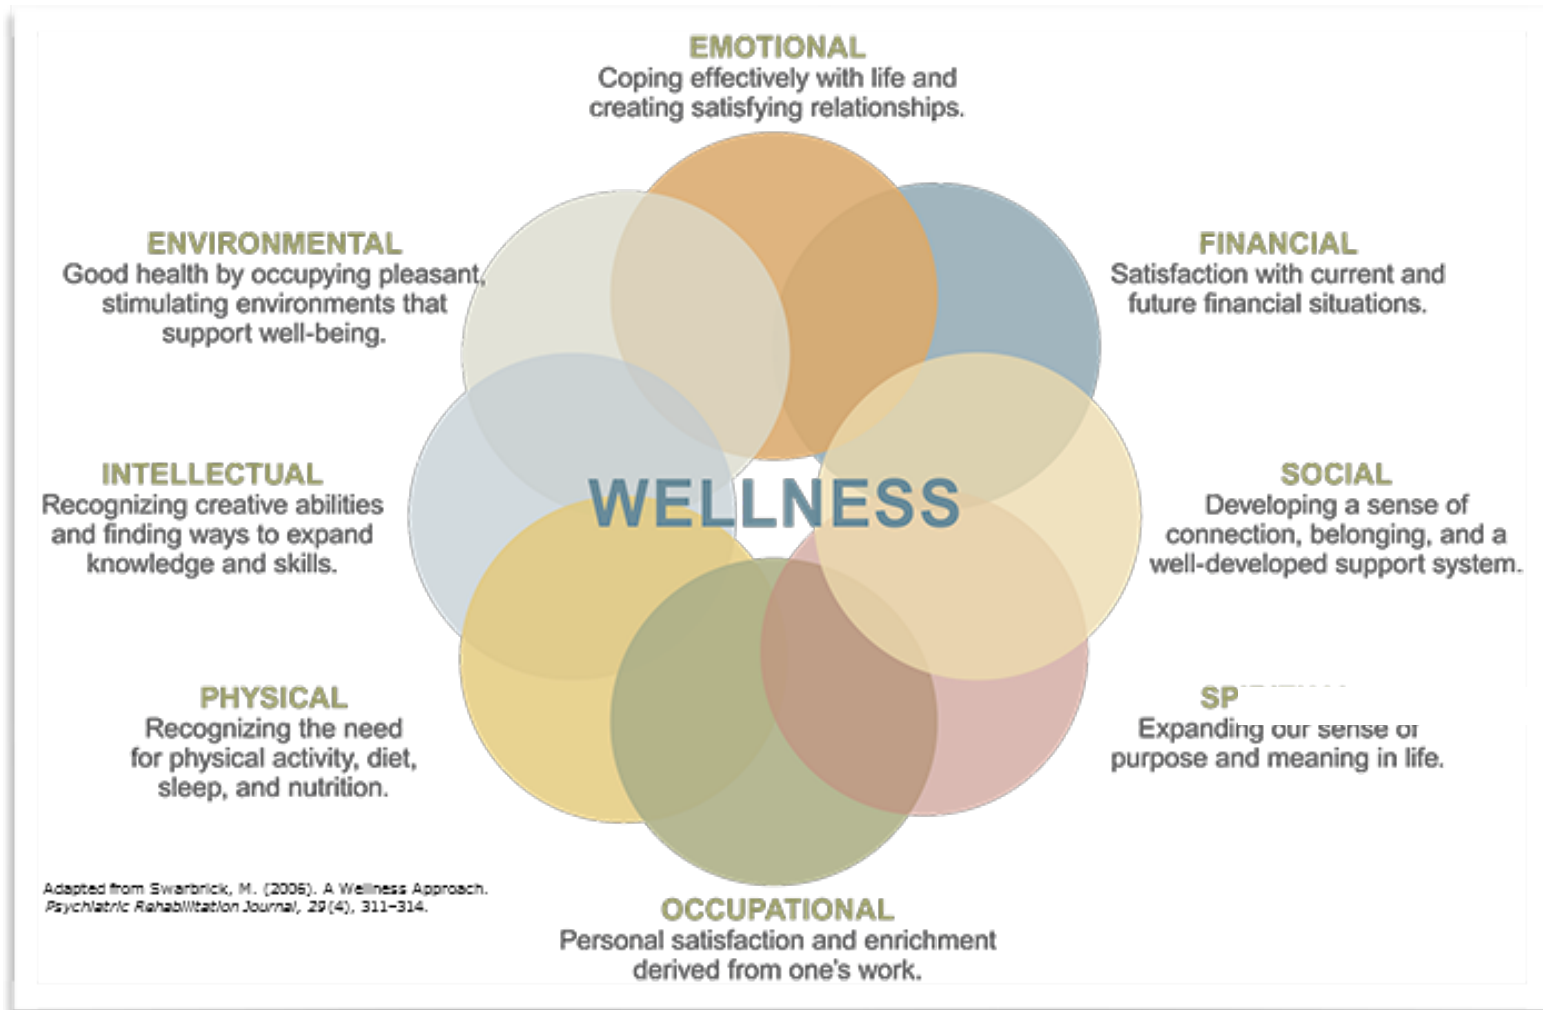 EMOTIONAL
Coping effectively with life and
creating satisfying relationships.
ENVIRONMENTAL
Good health by occupying pleasant,
stimulating environments that
support well-being.
FINANCIAL
Satisfaction with current and
future financial situations.
INTELLECTUAL
Recognizing creative abilities
and finding ways to expand
knowledge and skills.
WELLNESS
SOCIAL
Developing a sense of
connection, belonging, and a
well-developed support system.
PHYSICAL
Recognizing the need
for physical activity, diet,
sleep, and nutrition.
Expanding our sense of
purpose and meaning in life.
Adapted from Swarbrick, M. (2006). A Wellness Approach.
Psychiatric Rehabilitation Journal, 29(4), 311–314.
OCCUPATIONAL
Personal satisfaction and enrichment
derived from one's work.